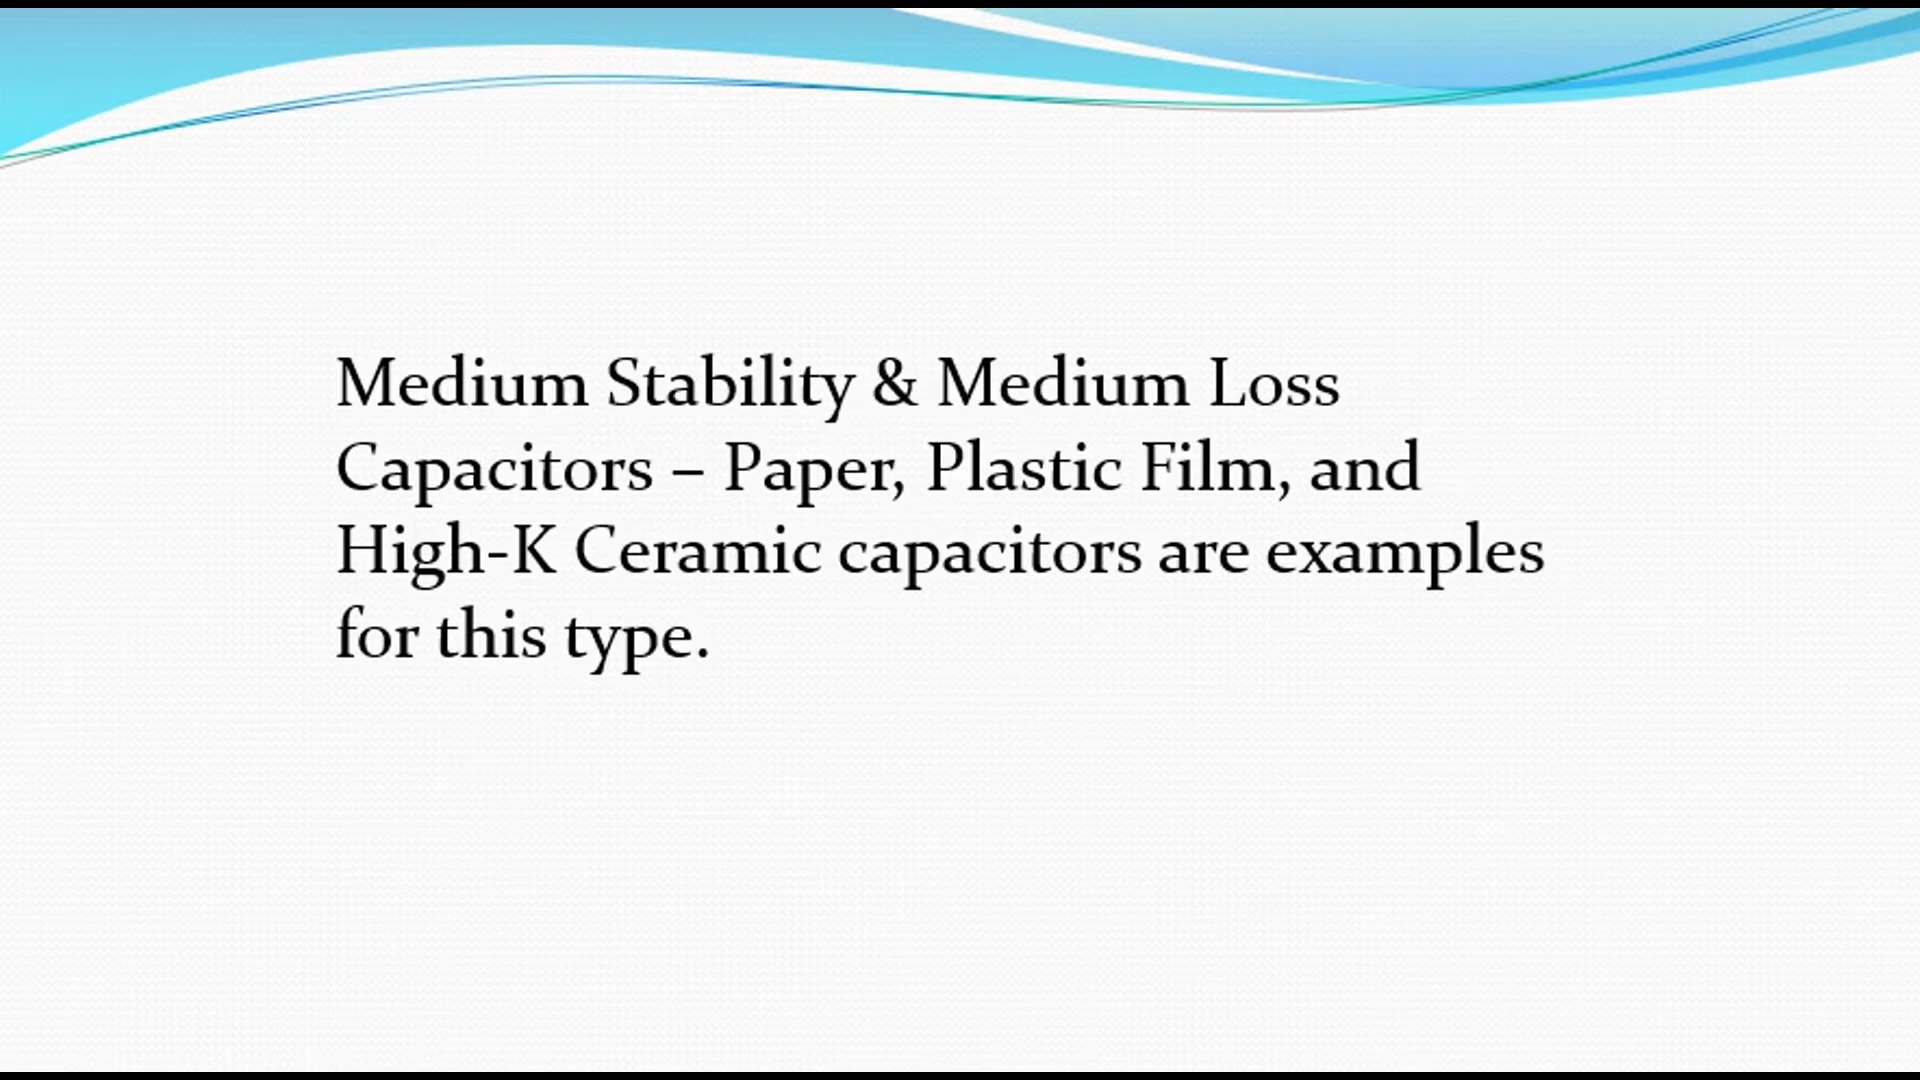 Medium Stability & Medium Loss
Capacitors – Paper, Plastic Film, and
High-K Ceramic capacitors are examples
for this type.